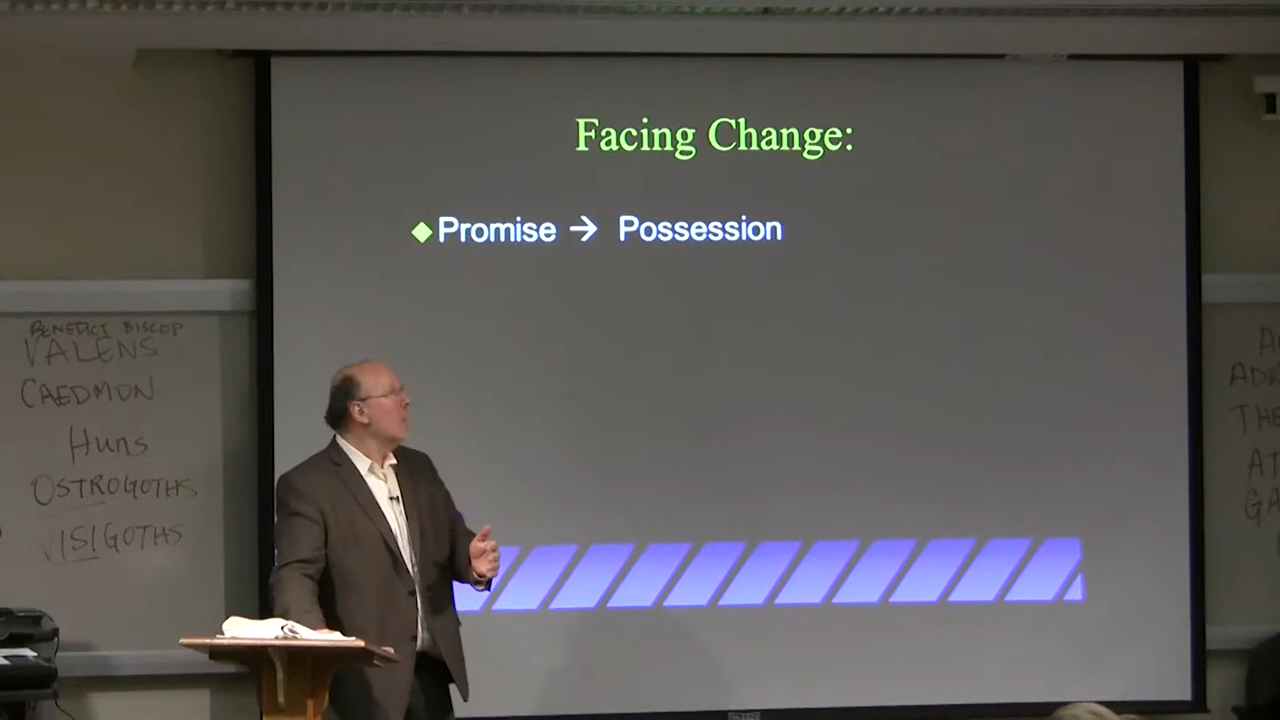 Facing Change:
◆Promise → Possession
BENEDICT BISCOP
VALENS
CAEDMON
Huns
OSTROGOTHS
VISIGOTHS